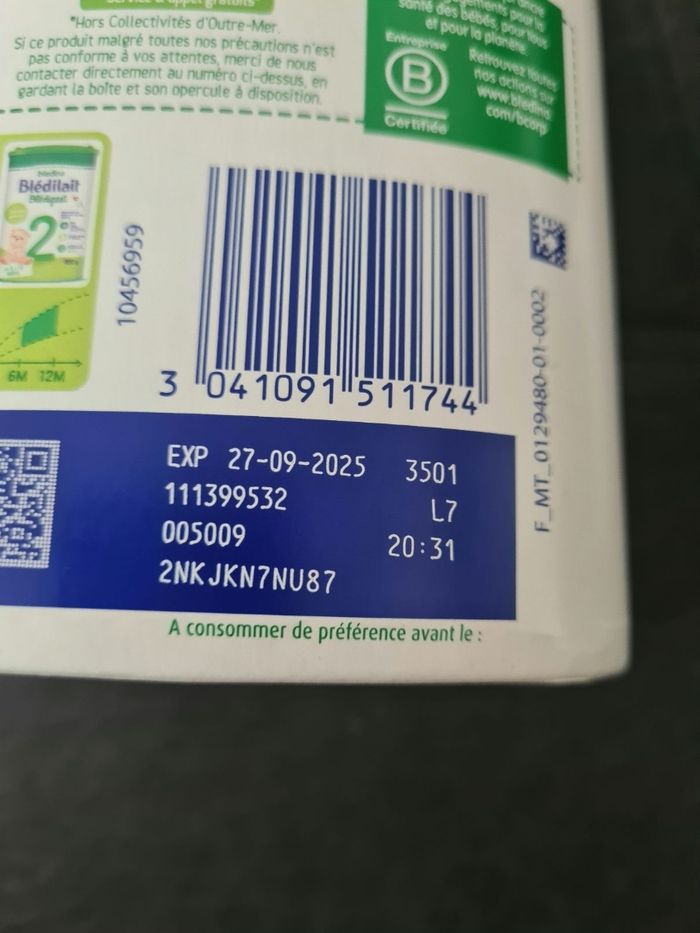 Service d'appel gratuits
*Hors Collectivités d'Outre-Mer.
Si ce produit malgré toutes nos précautions n'est
pas conforme à vos attentes, merci de nous
contacter directement au numéro ci-dessus, en
gardant la boîte et son opercule à disposition.
santé des bébés, pour tous
et pour la planète.
Entreprise
B
Certifiée
Retrouvez toutes
nos actions sur
www.bledina.
com/bcorp
Blédina
Blédilait
2
6M 12M
10456959
3 041091 511744
F_MT_0129480-01-0002
EXP 27-09-2025 3501
111399532 L7
005009 20:31
2NKJKN7NU87
A consommer de préférence avant le :